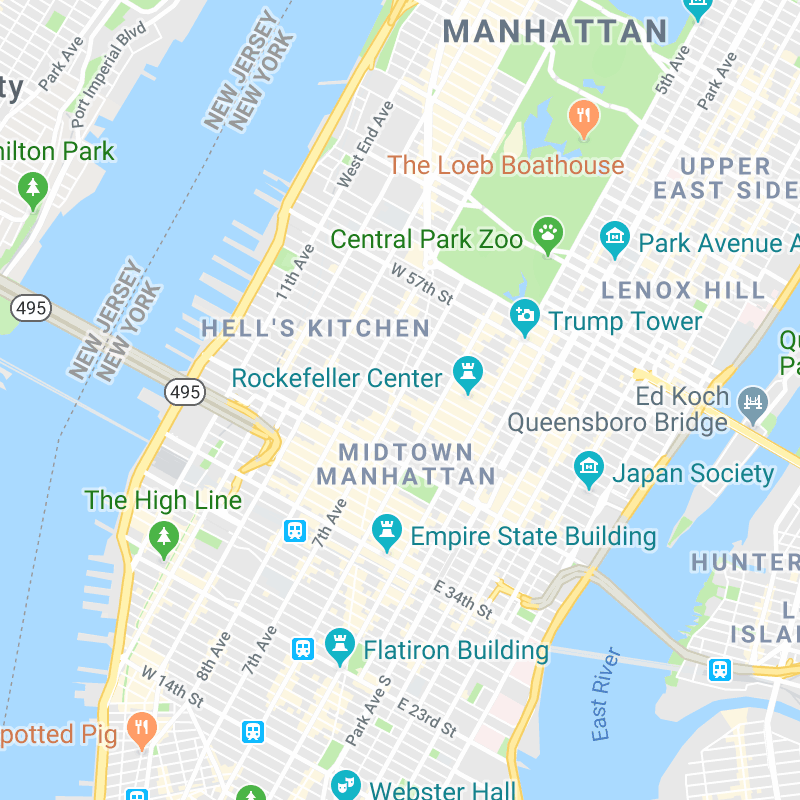 MANHATTAN
NEW JERSEY
NEW YORK
Park Ave
Port Imperial Blvd
5th Ave
Park Ave
ty
milton Park
West End Ave
The Loeb Boathouse
UPPER
EAST SIDE
Central Park Zoo
Park Avenue A
11th Ave
W 57th St
LENOX HILL
495
NEW JERSEY
NEW YORK
HELL'S KITCHEN
Trump Tower
Qu
Pa
Rockefeller Center
495
Ed Koch
Queensboro Bridge
MIDTOWN
MANHATTAN
Japan Society
The High Line
7th Ave
Empire State Building
HUNTER
E 34th St
L
ISLA
8th Ave
7th Ave
Flatiron Building
East River
W 14th St
Park Ave S
E 23rd St
potted Pig
Webster Hall